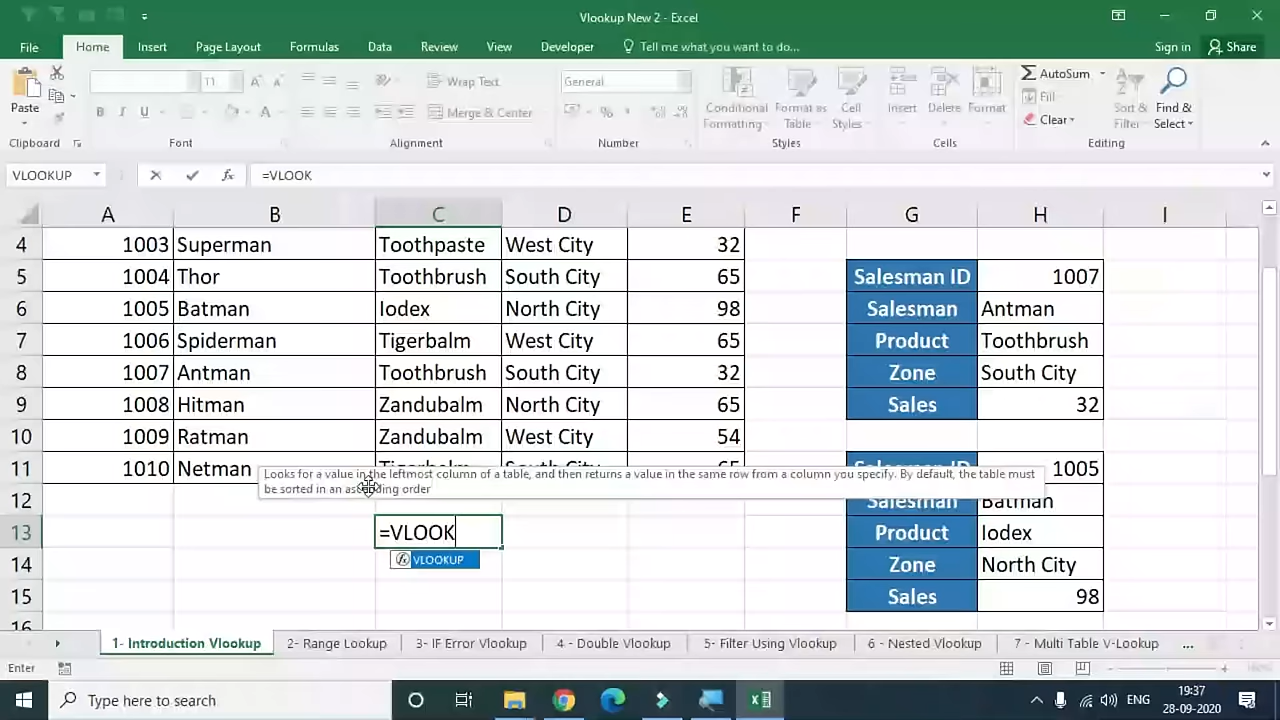 Vlookup New 2 - Excel
File Home Insert Page Layout Formulas Data Review View Developer Tell me what you want to do... Sign in Share
Paste
11
Wrap Text
Merge & Center
General
Conditional Formatting
Format as Table
Cell Styles
Insert Delete Format
AutoSum
Fill
Clear
Sort & Filter
Find & Select
Clipboard Font Alignment Number Styles Cells Editing
VLOOKUP =VLOOK
A B C D E F G H I
4 1003 Superman Toothpaste West City 32
5 1004 Thor Toothbrush South City 65 Salesman ID 1007
6 1005 Batman Iodex North City 98 Salesman Antman
7 1006 Spiderman Tigerbalm West City 65 Product Toothbrush
8 1007 Antman Toothbrush South City 32 Zone South City
9 1008 Hitman Zandubalm North City 65 Sales 32
10 1009 Ratman Zandubalm West City 54
11 1010 Netman Tigerbalm South City 65 Salesman ID 1005
Looks for a value in the leftmost column of a table, and then returns a value in the same row from a column you specify. By default, the table must
be sorted in an ascending order
12 Salesman Batman
13 =VLOOK Product Iodex
VLOOKUP
14 Zone North City
15 Sales 98
16
1- Introduction Vlookup 2- Range Lookup 3- IF Error Vlookup 4 - Double Vlookup 5- Filter Using Vlookup 6 - Nested Vlookup 7 - Multi Table V-Lookup ...
Enter
Type here to search
ENG
19:37
28-09-2020